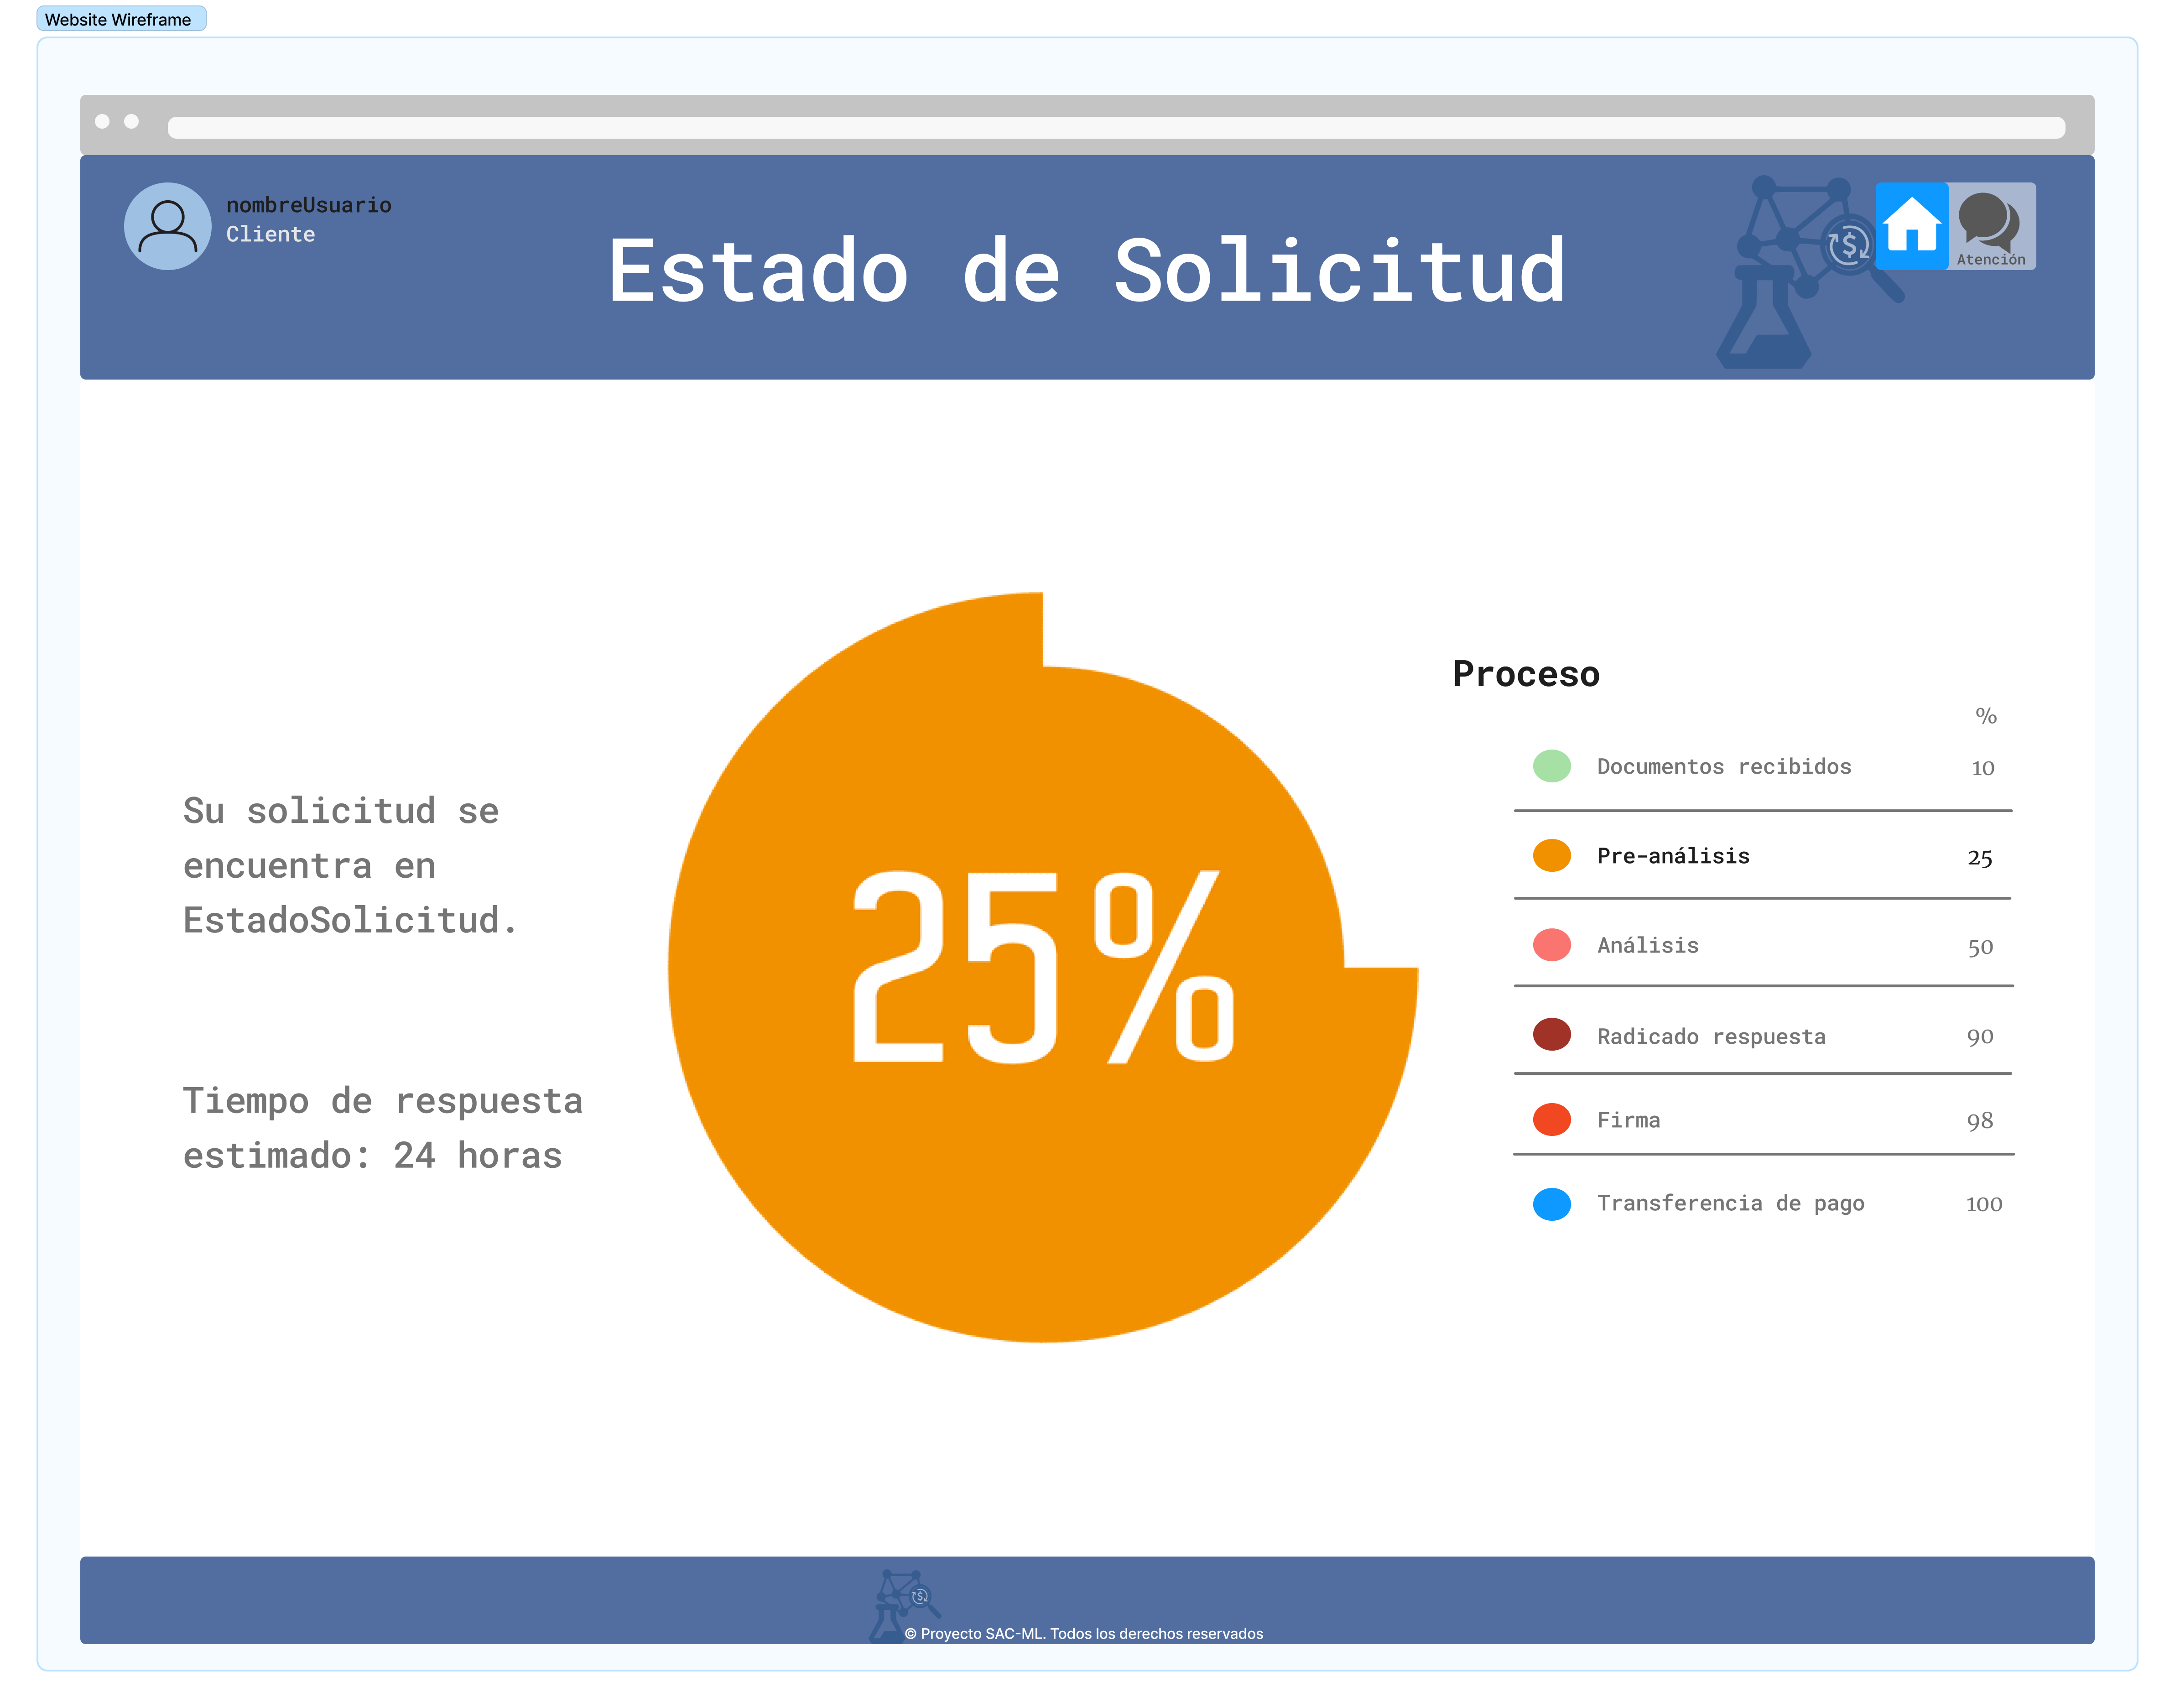 Website Wireframe
nombreUsuario
Cliente
Estado de Solicitud
$
Atención
Su solicitud se
encuentra en
EstadoSolicitud.
Tiempo de respuesta
estimado: 24 horas
25%
Proceso
%
Documentos recibidos 10
Pre-análisis 25
Análisis 50
Radicado respuesta 90
Firma 98
Transferencia de pago 100
$
© Proyecto SAC-ML. Todos los derechos reservados